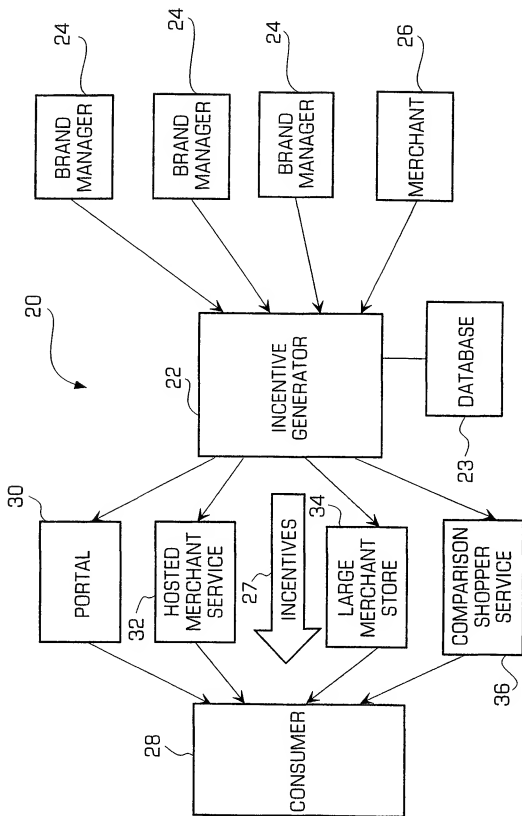 20
24
BRAND
MANAGER
24
BRAND
MANAGER
24
BRAND
MANAGER
26
MERCHANT
22
INCENTIVE
GENERATOR
DATABASE
23
30
PORTAL
32
HOSTED
MERCHANT
SERVICE
27
INCENTIVES
34
LARGE
MERCHANT
STORE
COMPARISON
SHOPPER
SERVICE
36
28
CONSUMER